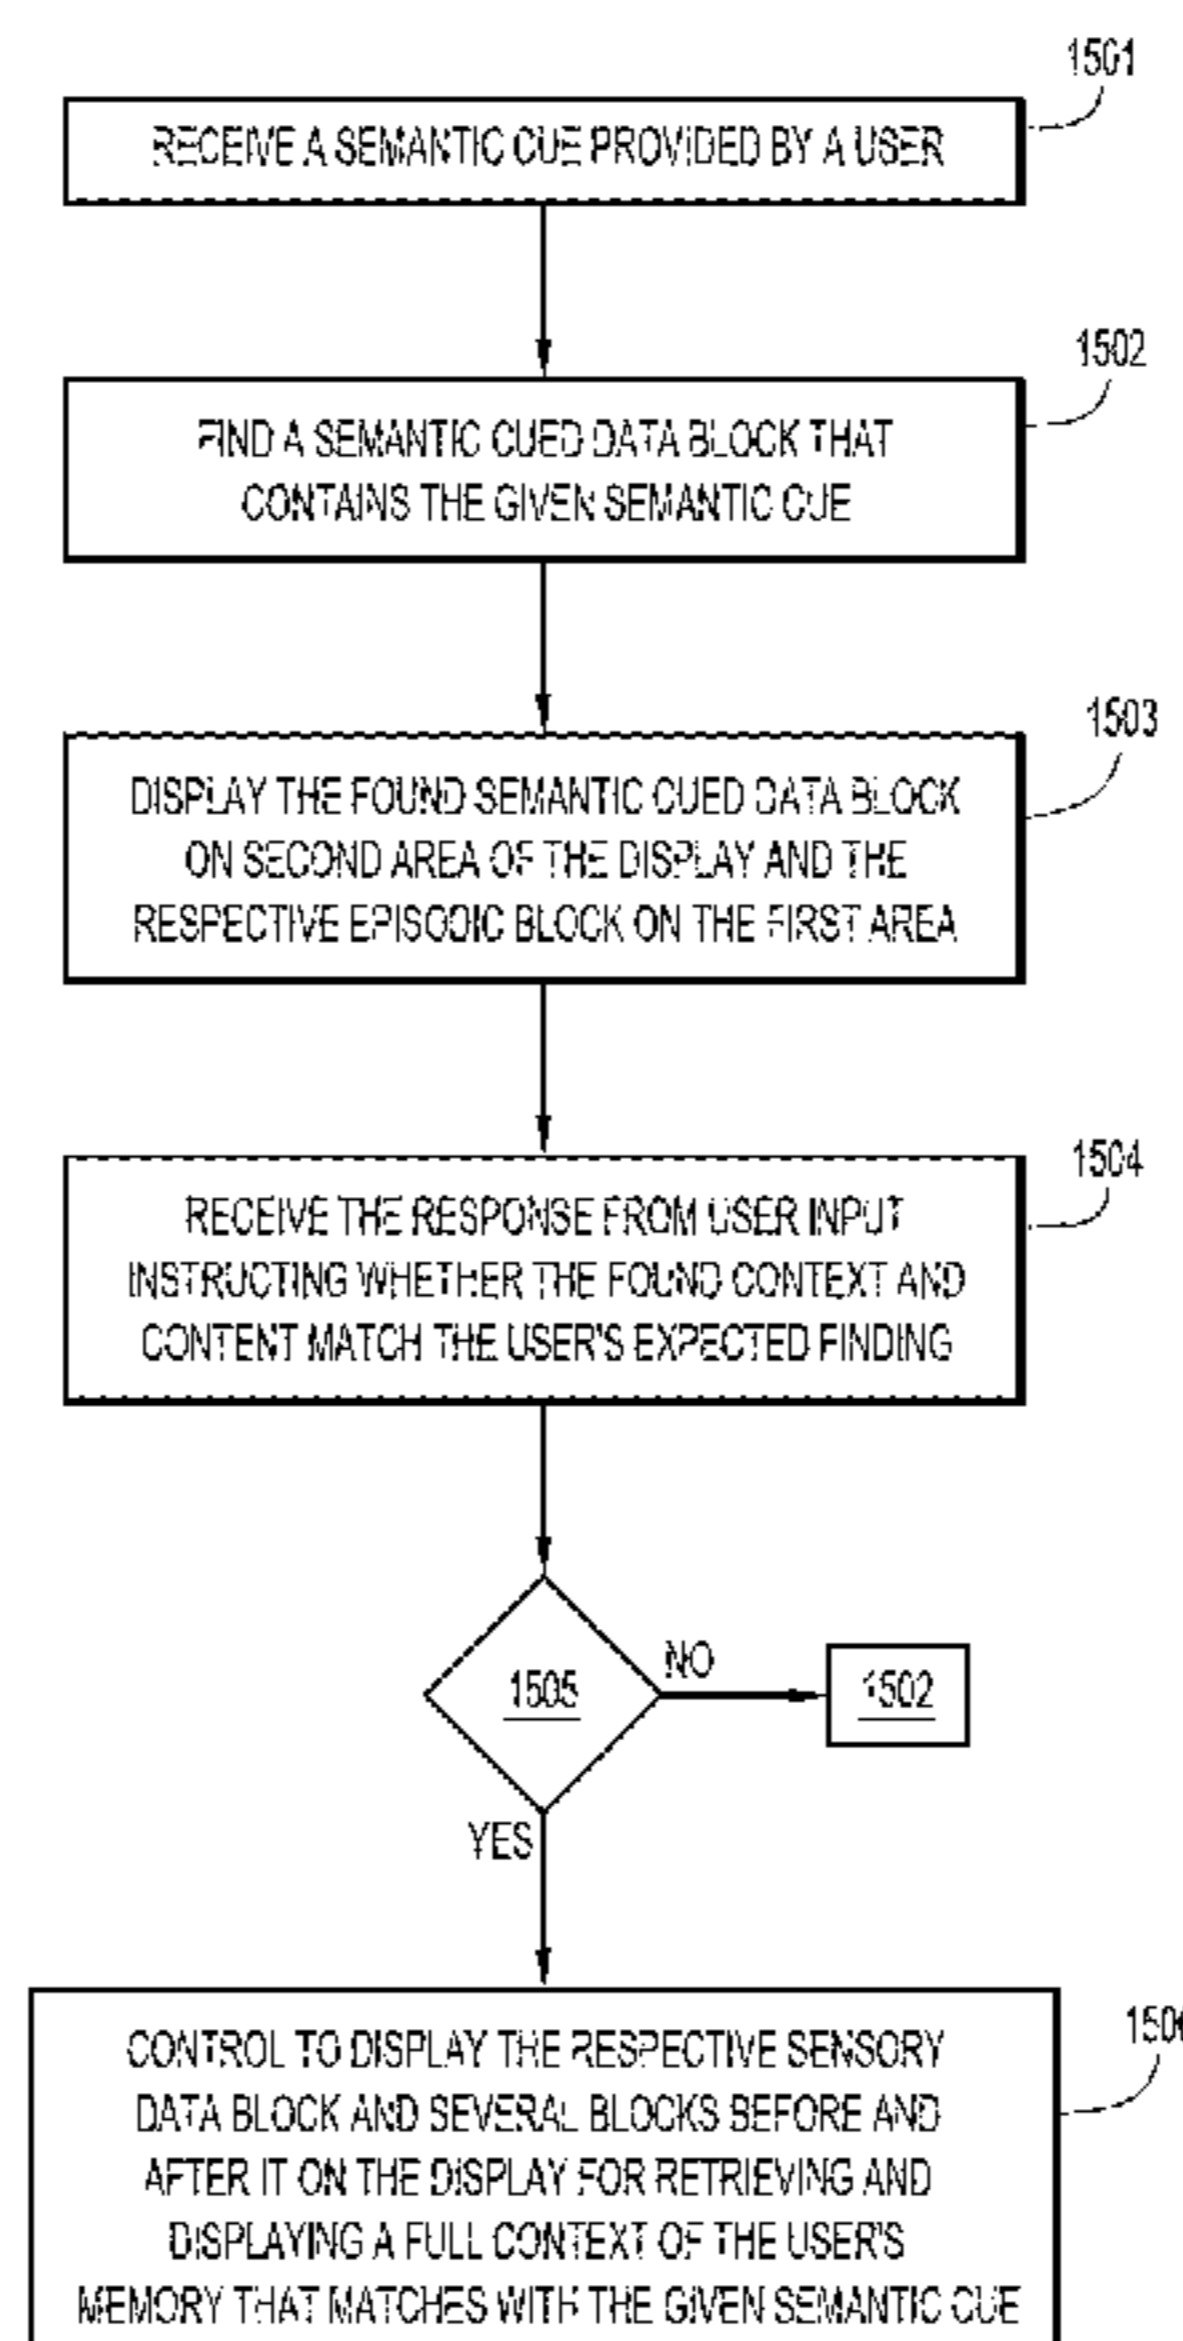 1501
RECEIVE A SEMANTIC CUE PROVIDED BY A USER
1502
FIND A SEMANTIC CUED DATA BLOCK THAT
CONTAINS THE GIVEN SEMANTIC CUE
1503
DISPLAY THE FOUND SEMANTIC CUED DATA BLOCK
ON SECOND AREA OF THE DISPLAY AND THE
RESPECTIVE EPISODIC BLOCK ON THE FIRST AREA
1504
RECEIVE THE RESPONSE FROM USER INPUT
INSTRUCTING WHETHER THE FOUND CONTEXT AND
CONTENT MATCH THE USER'S EXPECTED FINDING
1505
NO
1502
YES
CONTROL TO DISPLAY THE RESPECTIVE SENSORY
DATA BLOCK AND SEVERAL BLOCKS BEFORE AND
AFTER IT ON THE DISPLAY FOR RETRIEVING AND
DISPLAYING A FULL CONTEXT OF THE USER'S
MEMORY THAT MATCHES WITH THE GIVEN SEMANTIC CUE